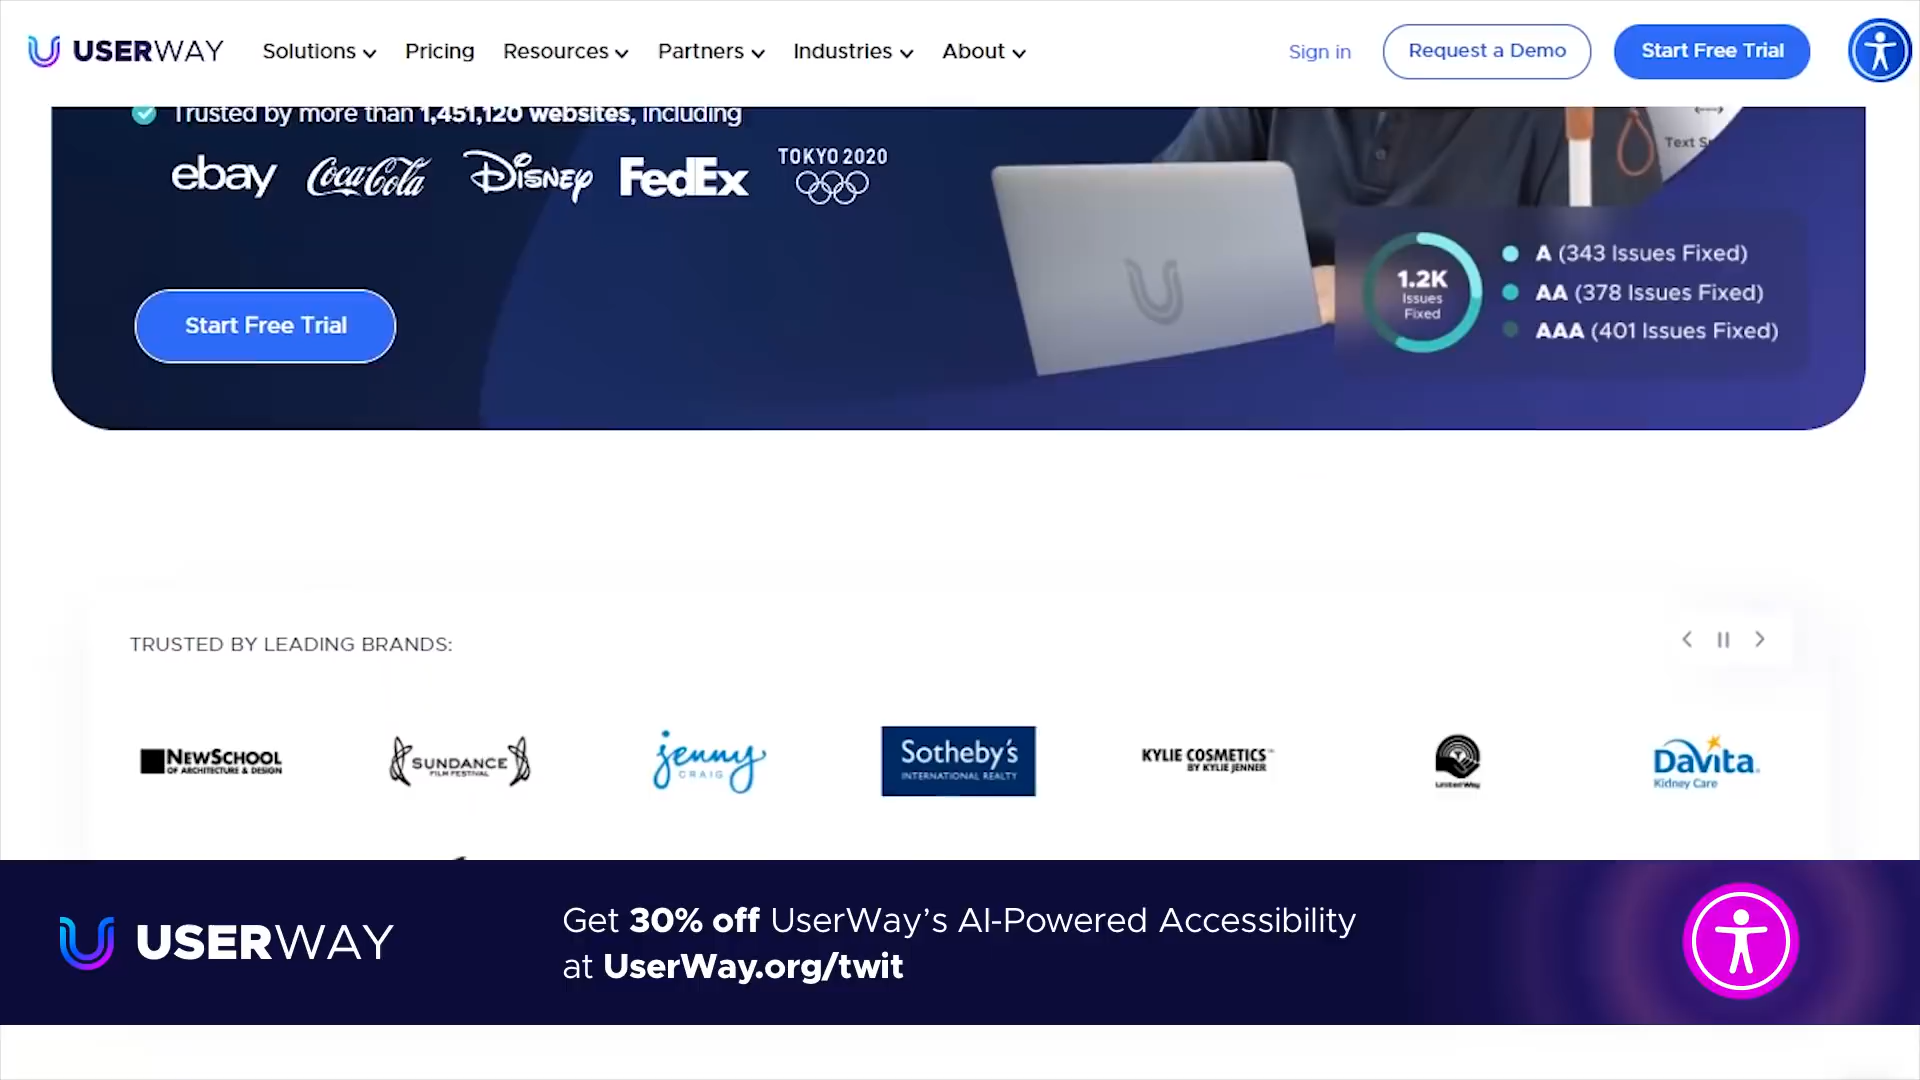 USERWAY
Solutions
Pricing
Resources
Partners
Industries
About
Sign in
Request a Demo
Start Free Trial
Trusted by more than 1,451,120 websites, including
ebay
Coca-Cola
Disney
FedEx
TOKYO 2020
Start Free Trial
1.2K
Issues
Fixed
A (343 Issues Fixed)
AA (378 Issues Fixed)
AAA (401 Issues Fixed)
TRUSTED BY LEADING BRANDS:
NEWSCHOOL
OF ARCHITECTURE & DESIGN
SUNDANCE
FILM FESTIVAL
jenny
CRAIG
Sotheby's
INTERNATIONAL REALTY
KYLIE COSMETICS™
BY KYLIE JENNER
United Way
DaVita.
Kidney Care
USERWAY
Get 30% off UserWay's AI-Powered Accessibility
at UserWay.org/twit